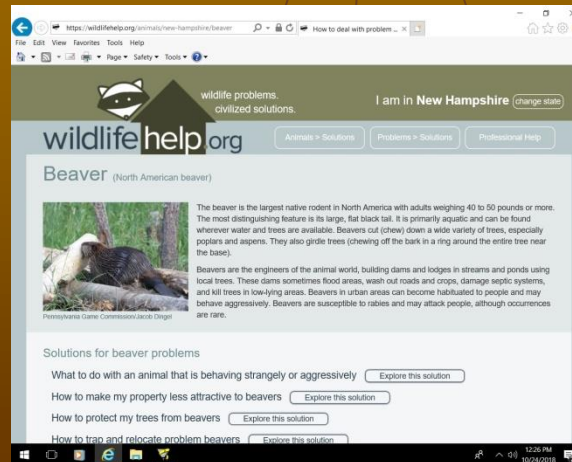 https://wildlifehelp.org/animals/new-hampshire/beaver
How to deal with problem ...
File Edit View Favorites Tools Help
Page Safety Tools
wildlife problems.
civilized solutions.
I am in New Hampshire change state
wildlifehelp.org
Animals > Solutions Problems > Solutions Professional Help
Beaver (North American beaver)
The beaver is the largest native rodent in North America with adults weighing 40 to 50 pounds or more.
The most distinguishing feature is its large, flat black tail. It is primarily aquatic and can be found
wherever water and trees are available. Beavers cut (chew) down a wide variety of trees, especially
poplars and aspens. They also girdle trees (chewing off the bark in a ring around the entire tree near
the base).
Beavers are the engineers of the animal world, building dams and lodges in streams and ponds using
local trees. These dams sometimes flood areas, wash out roads and crops, damage septic systems,
and kill trees in low-lying areas. Beavers in urban areas can become habituated to people and may
behave aggressively. Beavers are susceptible to rabies and may attack people, although occurrences
are rare.
Pennsylvania Game Commission/Jacob Dingel
Solutions for beaver problems
What to do with an animal that is behaving strangely or aggressively Explore this solution
How to make my property less attractive to beavers Explore this solution
How to protect my trees from beavers Explore this solution
How to trap and relocate problem beavers Explore this solution
12:26 PM
10/24/2018